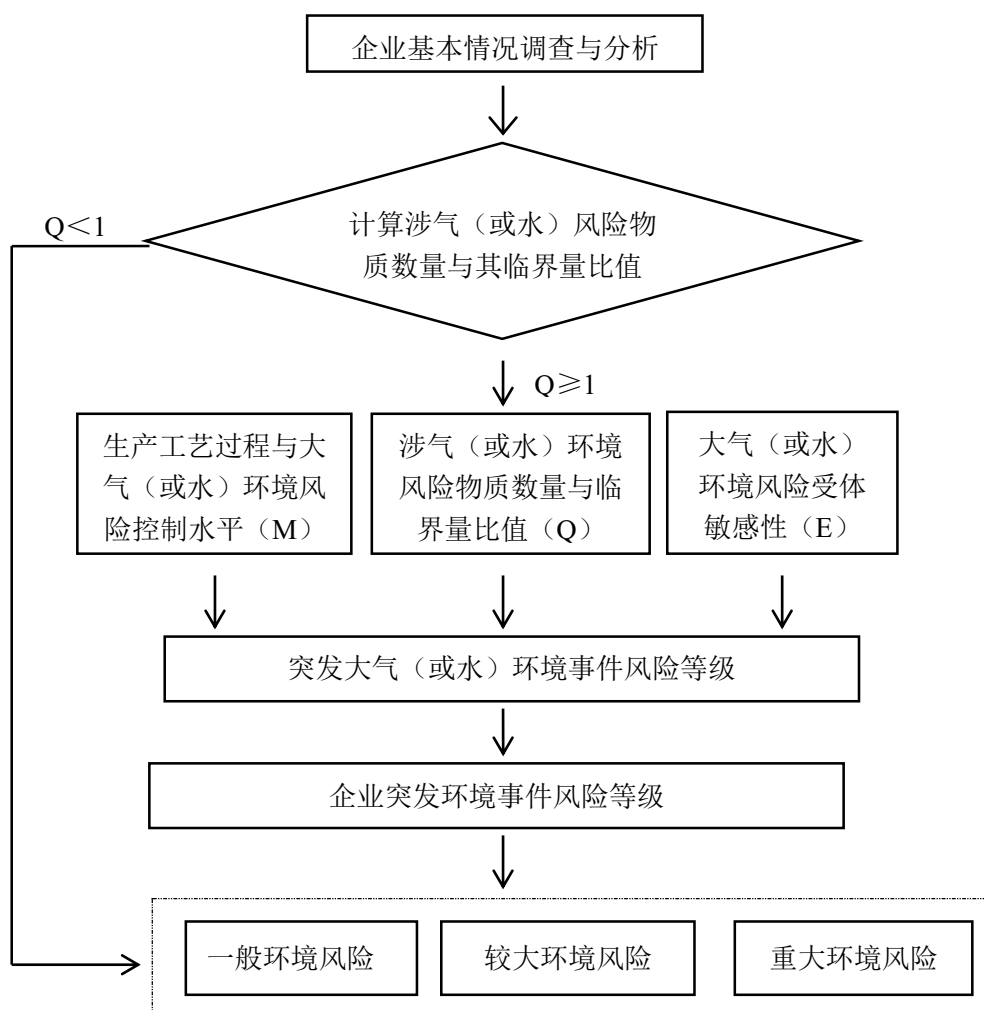 企业基本情况调查与分析
Q＜1
计算涉气（或水）风险物
质数量与其临界量比值
Q≥1
生产工艺过程与大
气（或水）环境风
险控制水平（M）
涉气（或水）环境
风险物质数量与临
界量比值（Q）
大气（或水）
环境风险受体
敏感性（E）
突发大气（或水）环境事件风险等级
企业突发环境事件风险等级
一般环境风险
较大环境风险
重大环境风险